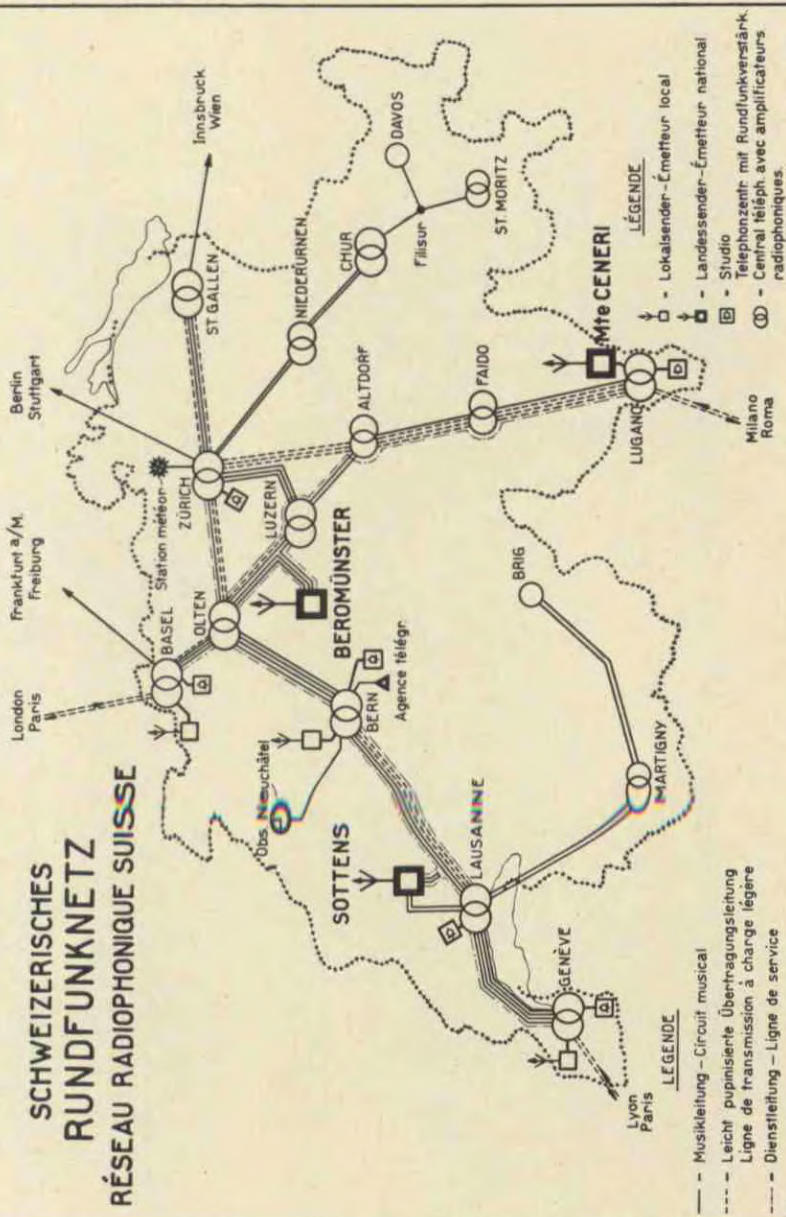 SCHWEIZERISCHES
RUNDFUNKNETZ
RÉSEAU RADIOPHONIQUE SUISSE
London
Paris
Frankfurt a/M.
Freiburg
Berlin
Stuttgart
Innsbruck
Wien
BASEL
OLTEN
Station météor.
ZÜRICH
ST GALLEN
NIEDERURNEN
CHUR
DAVOS
Filisur
ST. MORITZ
LUZERN
ALTDORF
FAIDO
BEROMÜNSTER
Obs. Neuchâtel
BERN
Agence télégr.
SOTTENS
LAUSANNE
GENÈVE
Lyon
Paris
MARTIGNY
BRIG
Mte CENERI
LUGANO
Milano
Roma
LÉGENDE
- Lokalsender-Émetteur local
- Landessender-Émetteur national
- Studio
Telephonzentr. mit Rundfunkverstärk.
- Central téléph. avec amplificateurs
radiophoniques.
LEGENDE
- Musikleitung - Circuit musical
- Leicht pupinisierte Übertragungsleitung
Ligne de transmission à charge légère
- Dienstleitung - Ligne de service